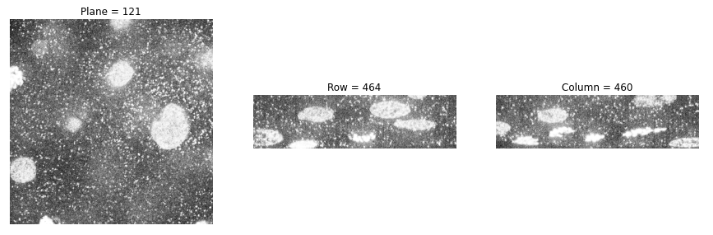 Plane = 121
Row = 464
Column = 460